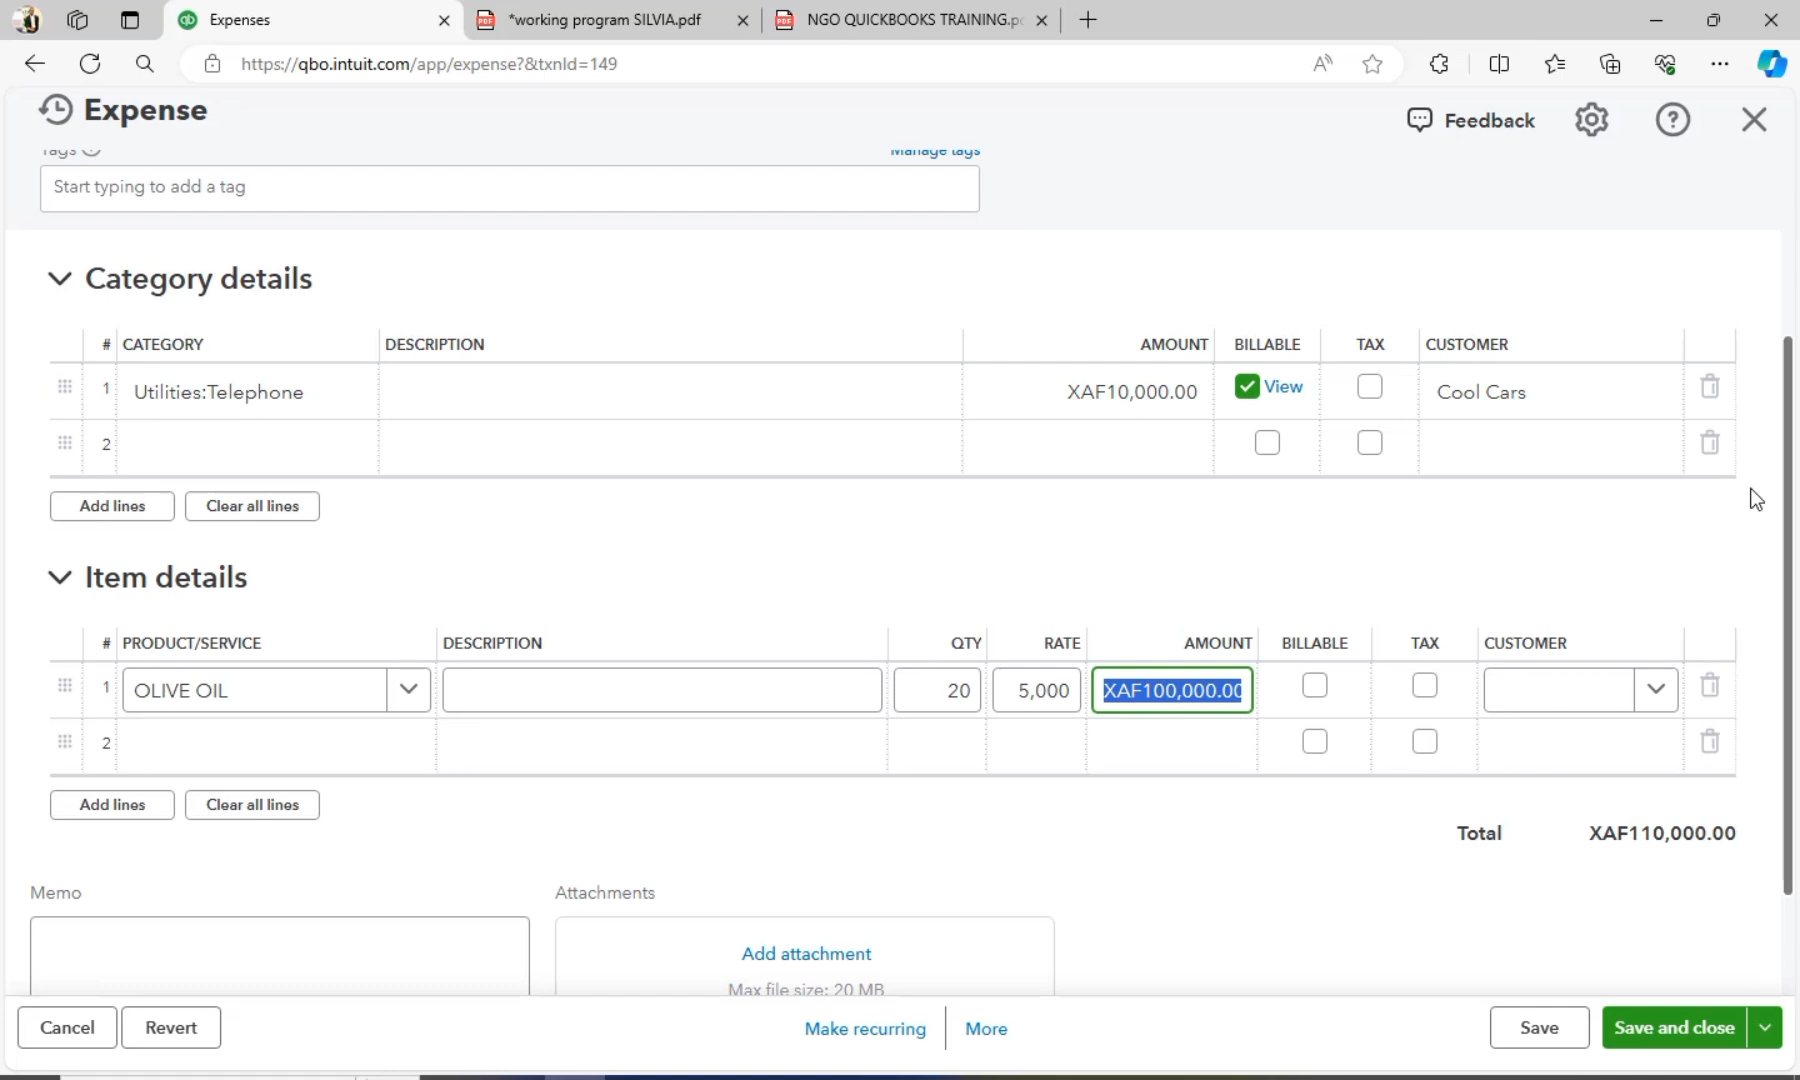 Expenses
*working program SILVIA.pdf
NGO QUICKBOOKS TRAINING.pc
https://qbo.intuit.com/app/expense?&txnId=149
Expense
Feedback
Tags
Manage tags
Start typing to add a tag
Category details
# CATEGORY DESCRIPTION AMOUNT BILLABLE TAX CUSTOMER
1 Utilities:Telephone XAF10,000.00 View Cool Cars
2
Add lines Clear all lines
Item details
# PRODUCT/SERVICE DESCRIPTION QTY RATE AMOUNT BILLABLE TAX CUSTOMER
1 OLIVE OIL 20 5,000 XAF100,000.00
2
Add lines Clear all lines
Total XAF110,000.00
Memo
Attachments
Add attachment
Max file size: 20 MB
Cancel Revert Make recurring More Save Save and close